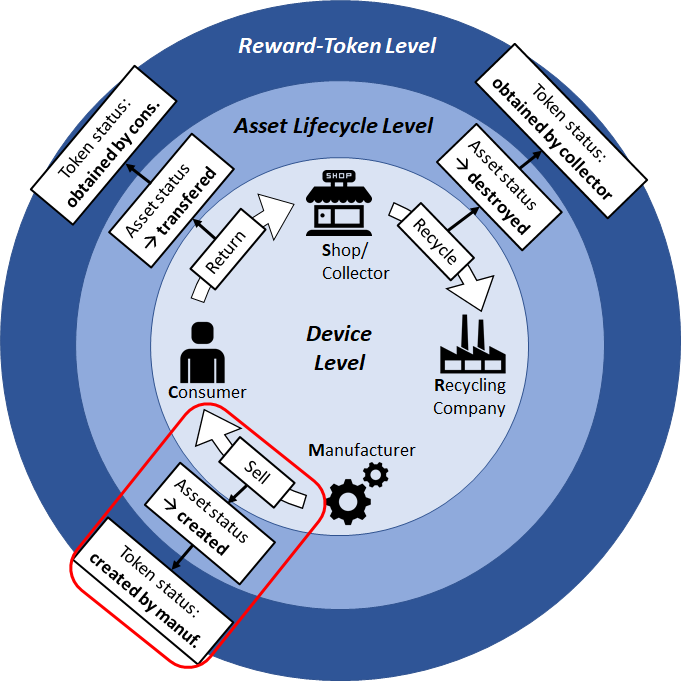 Reward-Token Level
Asset Lifecycle Level
Token status:
obtained by cons.
Asset status
→ transfered
Return
SHOP
Shop/
Collector
Recycle
Asset status
→ destroyed
Token status:
obtained by collector
Device
Level
Consumer
Recycling
Company
Manufacturer
Sell
Asset status
→ created
Token status:
created by manuf.